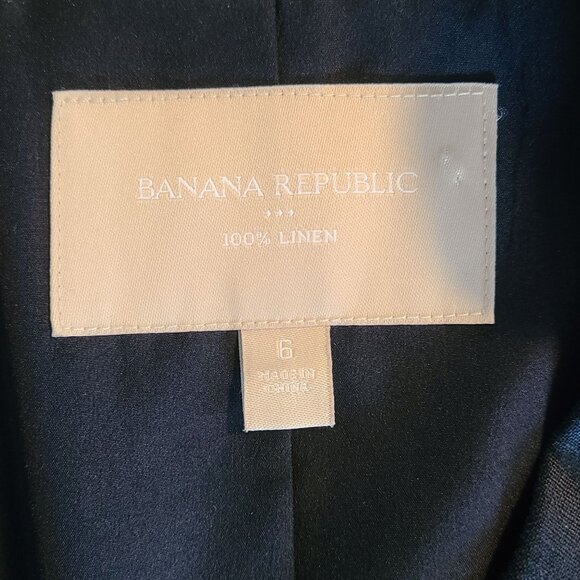 BANANA REPUBLIC
100% LINEN
6
MADE IN
CHINA